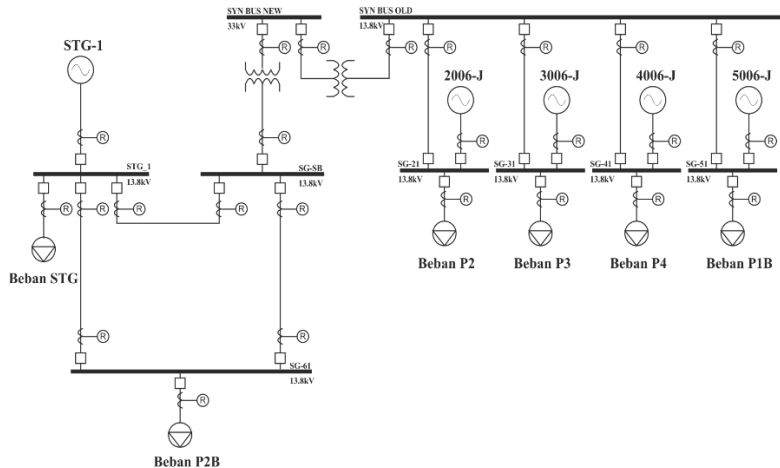 SYN BUS NEW
33kV
R
R
SYN BUS OLD
13.8kV
R
R
R
R
R
STG-1
2006-J
3006-J
4006-J
5006-J
R
R
R
R
R
STG_1
13.8kV
SG-SB
13.8kV
SG-21
13.8kV
SG-31
13.8kV
SG-41
13.8kV
SG-51
13.8kV
R
R
R
R
R
R
R
R
R
Beban STG
Beban P2
Beban P3
Beban P4
Beban P1B
R
R
SG-61
13.8kV
R
Beban P2B